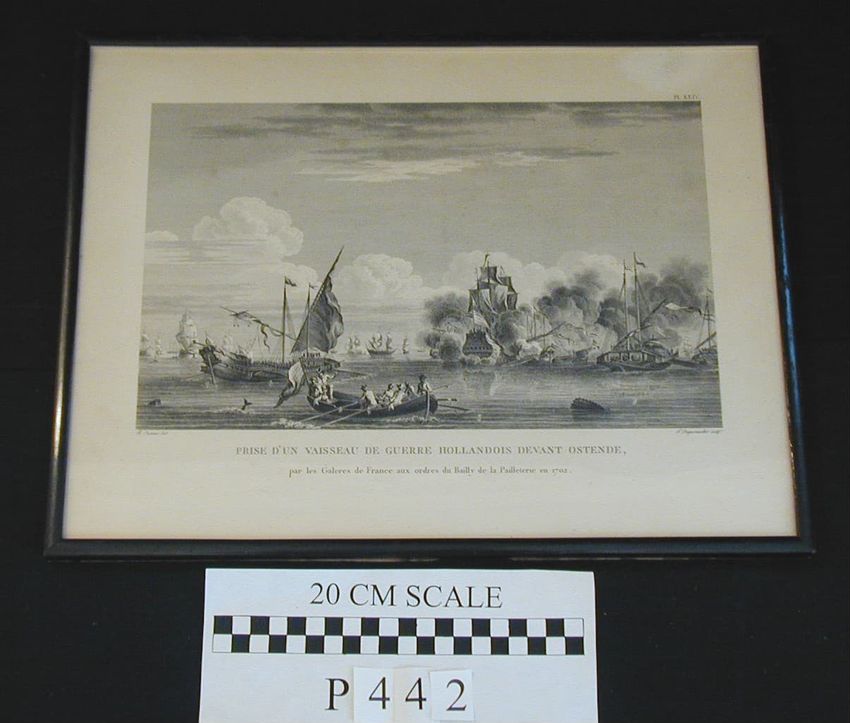 Pl. XLIV.
PRISE D'UN VAISSEAU DE GUERRE HOLLANDOIS DEVANT OSTENDE,
par les Galeres de France aux ordres du Bailly de la Pailleterie en 1702.
20 CM SCALE
P 4 4 2